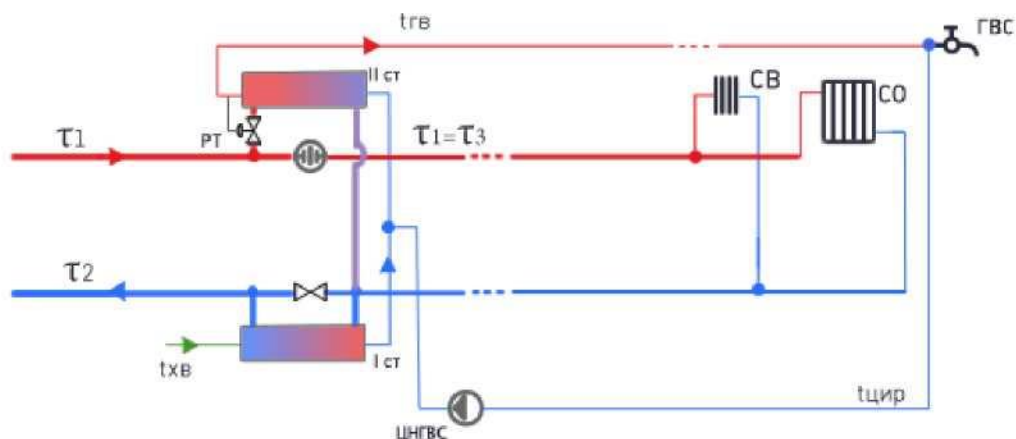 tгв
ГВС
II ст
СВ
СО
РТ
τ1
τ1=τ3
τ2
I ст
tхв
tцир
ЦНГВС